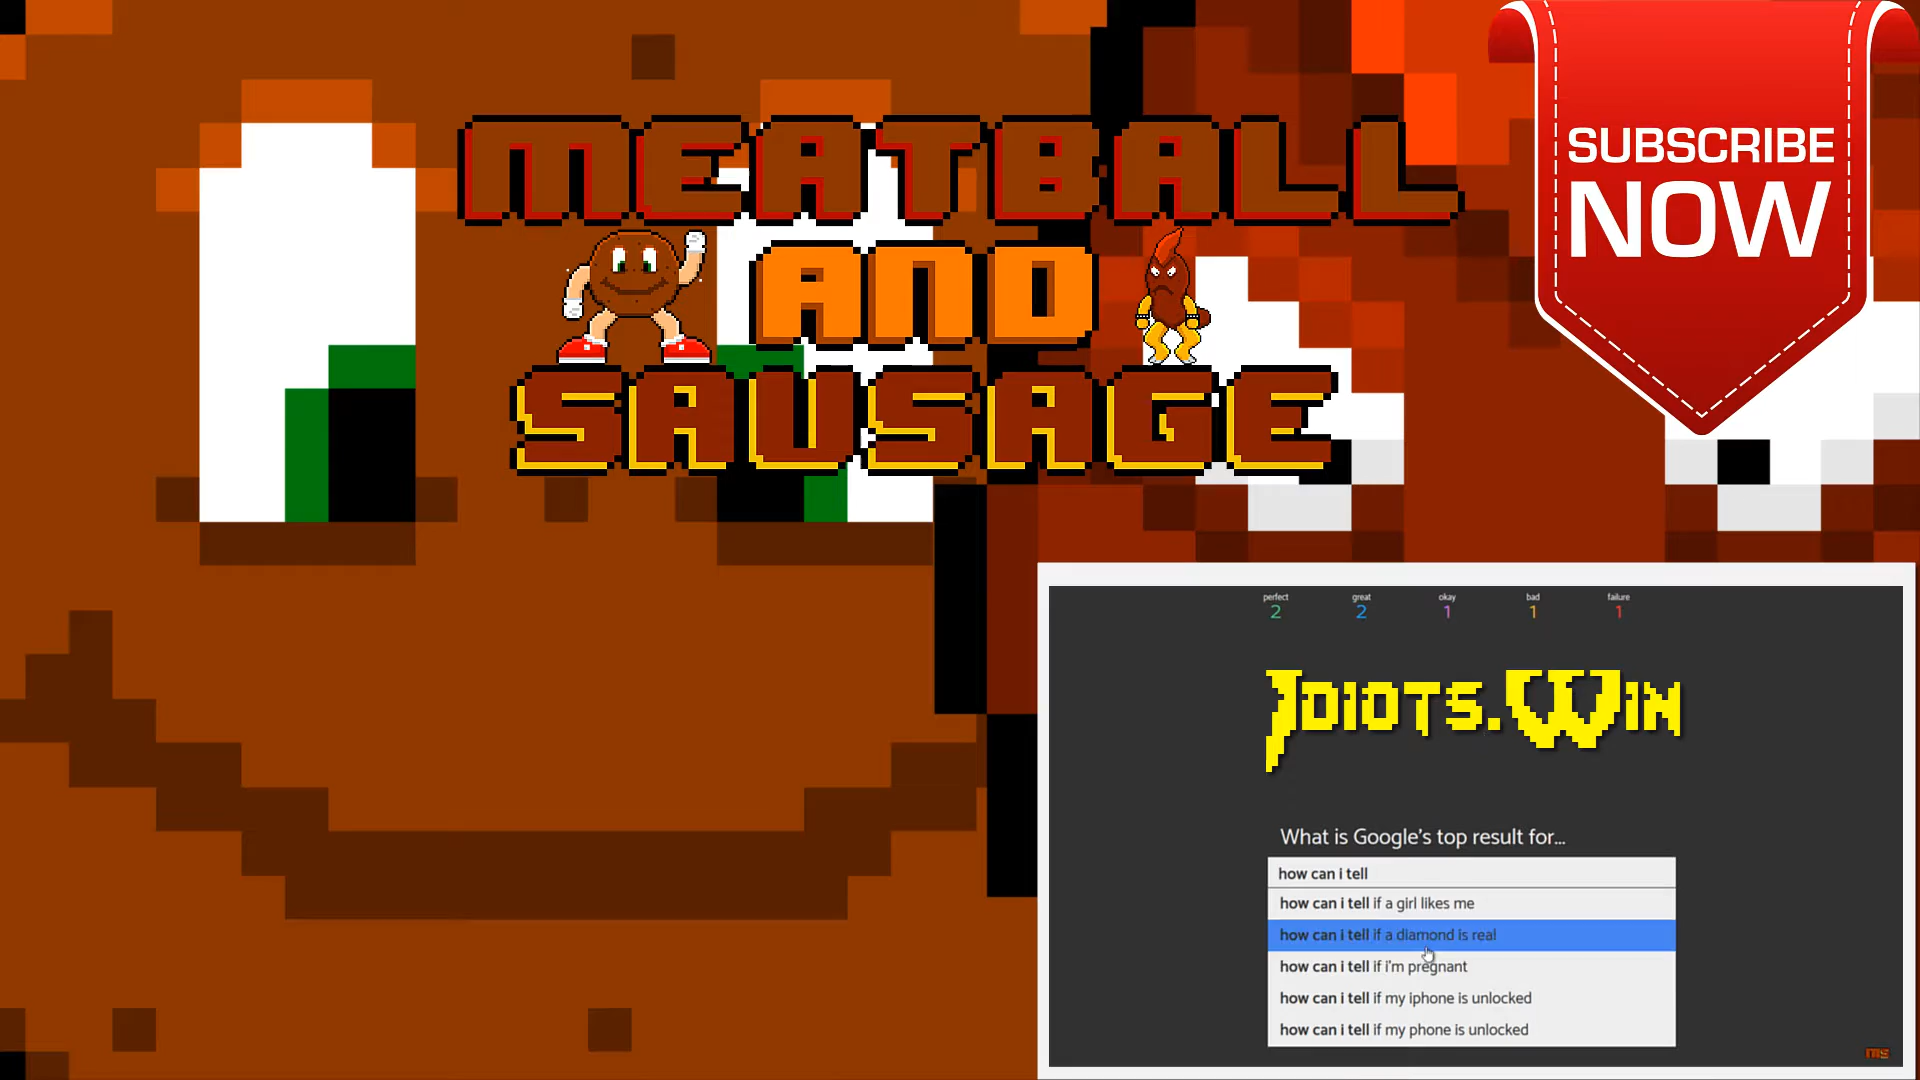 MEATBALL
AND
SAUSAGE
SUBSCRIBE
NOW
perfect great okay bad failure
2 2 1 1 1
Idiots.Win
What is Google's top result for...
how can i tell
how can i tell if a girl likes me
how can i tell if a diamond is real
how can i tell if i'm pregnant
how can i tell if my iphone is unlocked
how can i tell if my phone is unlocked
MS